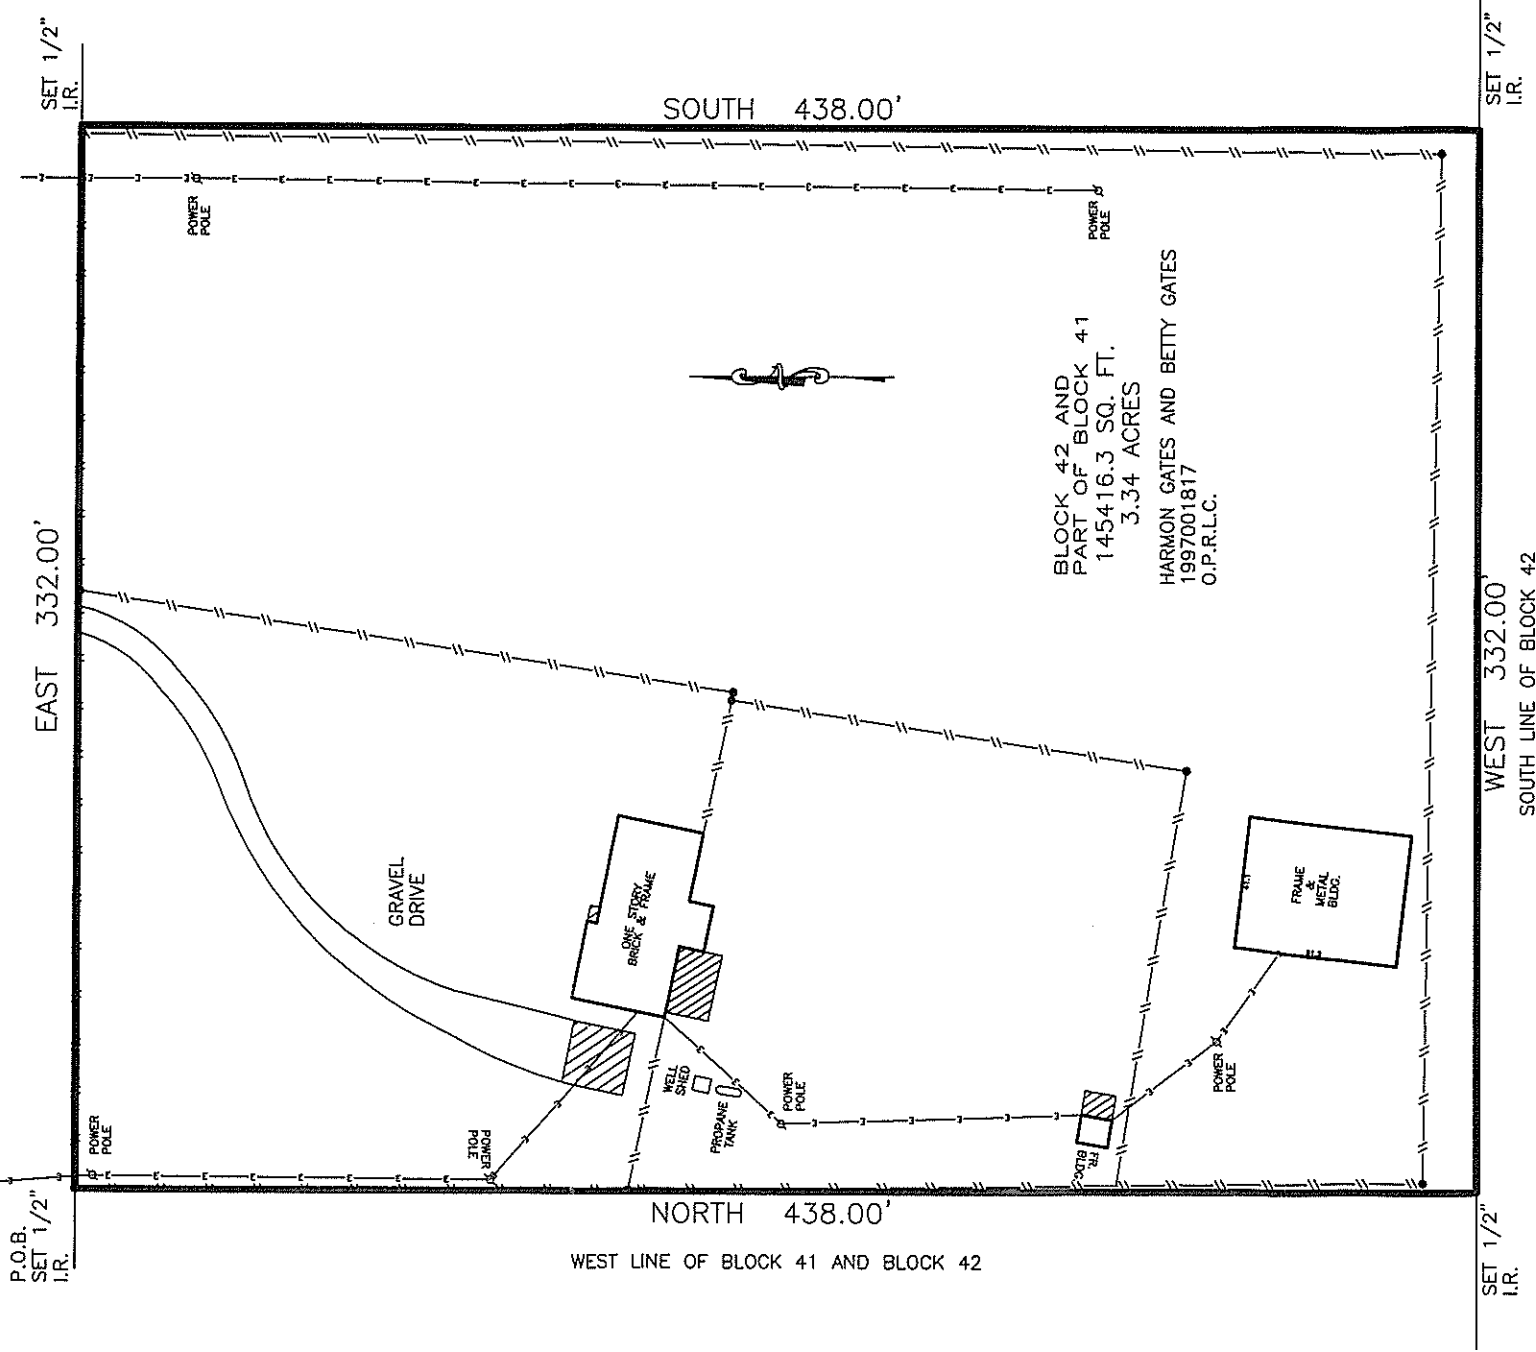 SET 1/2"
I.R.
SET 1/2"
I.R.
SOUTH 438.00'
POWER
POLE
POWER
POLE
EAST 332.00'
BLOCK 42 AND
PART OF BLOCK 41
145416.3 SQ. FT.
3.34 ACRES
HARMON GATES AND BETTY GATES
1997001817
O.P.R.L.C.
WEST 332.00'
SOUTH LINE OF BLOCK 42
GRAVEL
DRIVE
ONE STORY
BRICK & FRAME
FRAME
&
METAL
BLDG.
WELL
SHED
PROPANE
TANK
POWER
POLE
POWER
POLE
POWER
POLE
POWER
POLE
FR.
BLDG.
P.O.B.
SET 1/2"
I.R.
NORTH 438.00'
WEST LINE OF BLOCK 41 AND BLOCK 42
SET 1/2"
I.R.